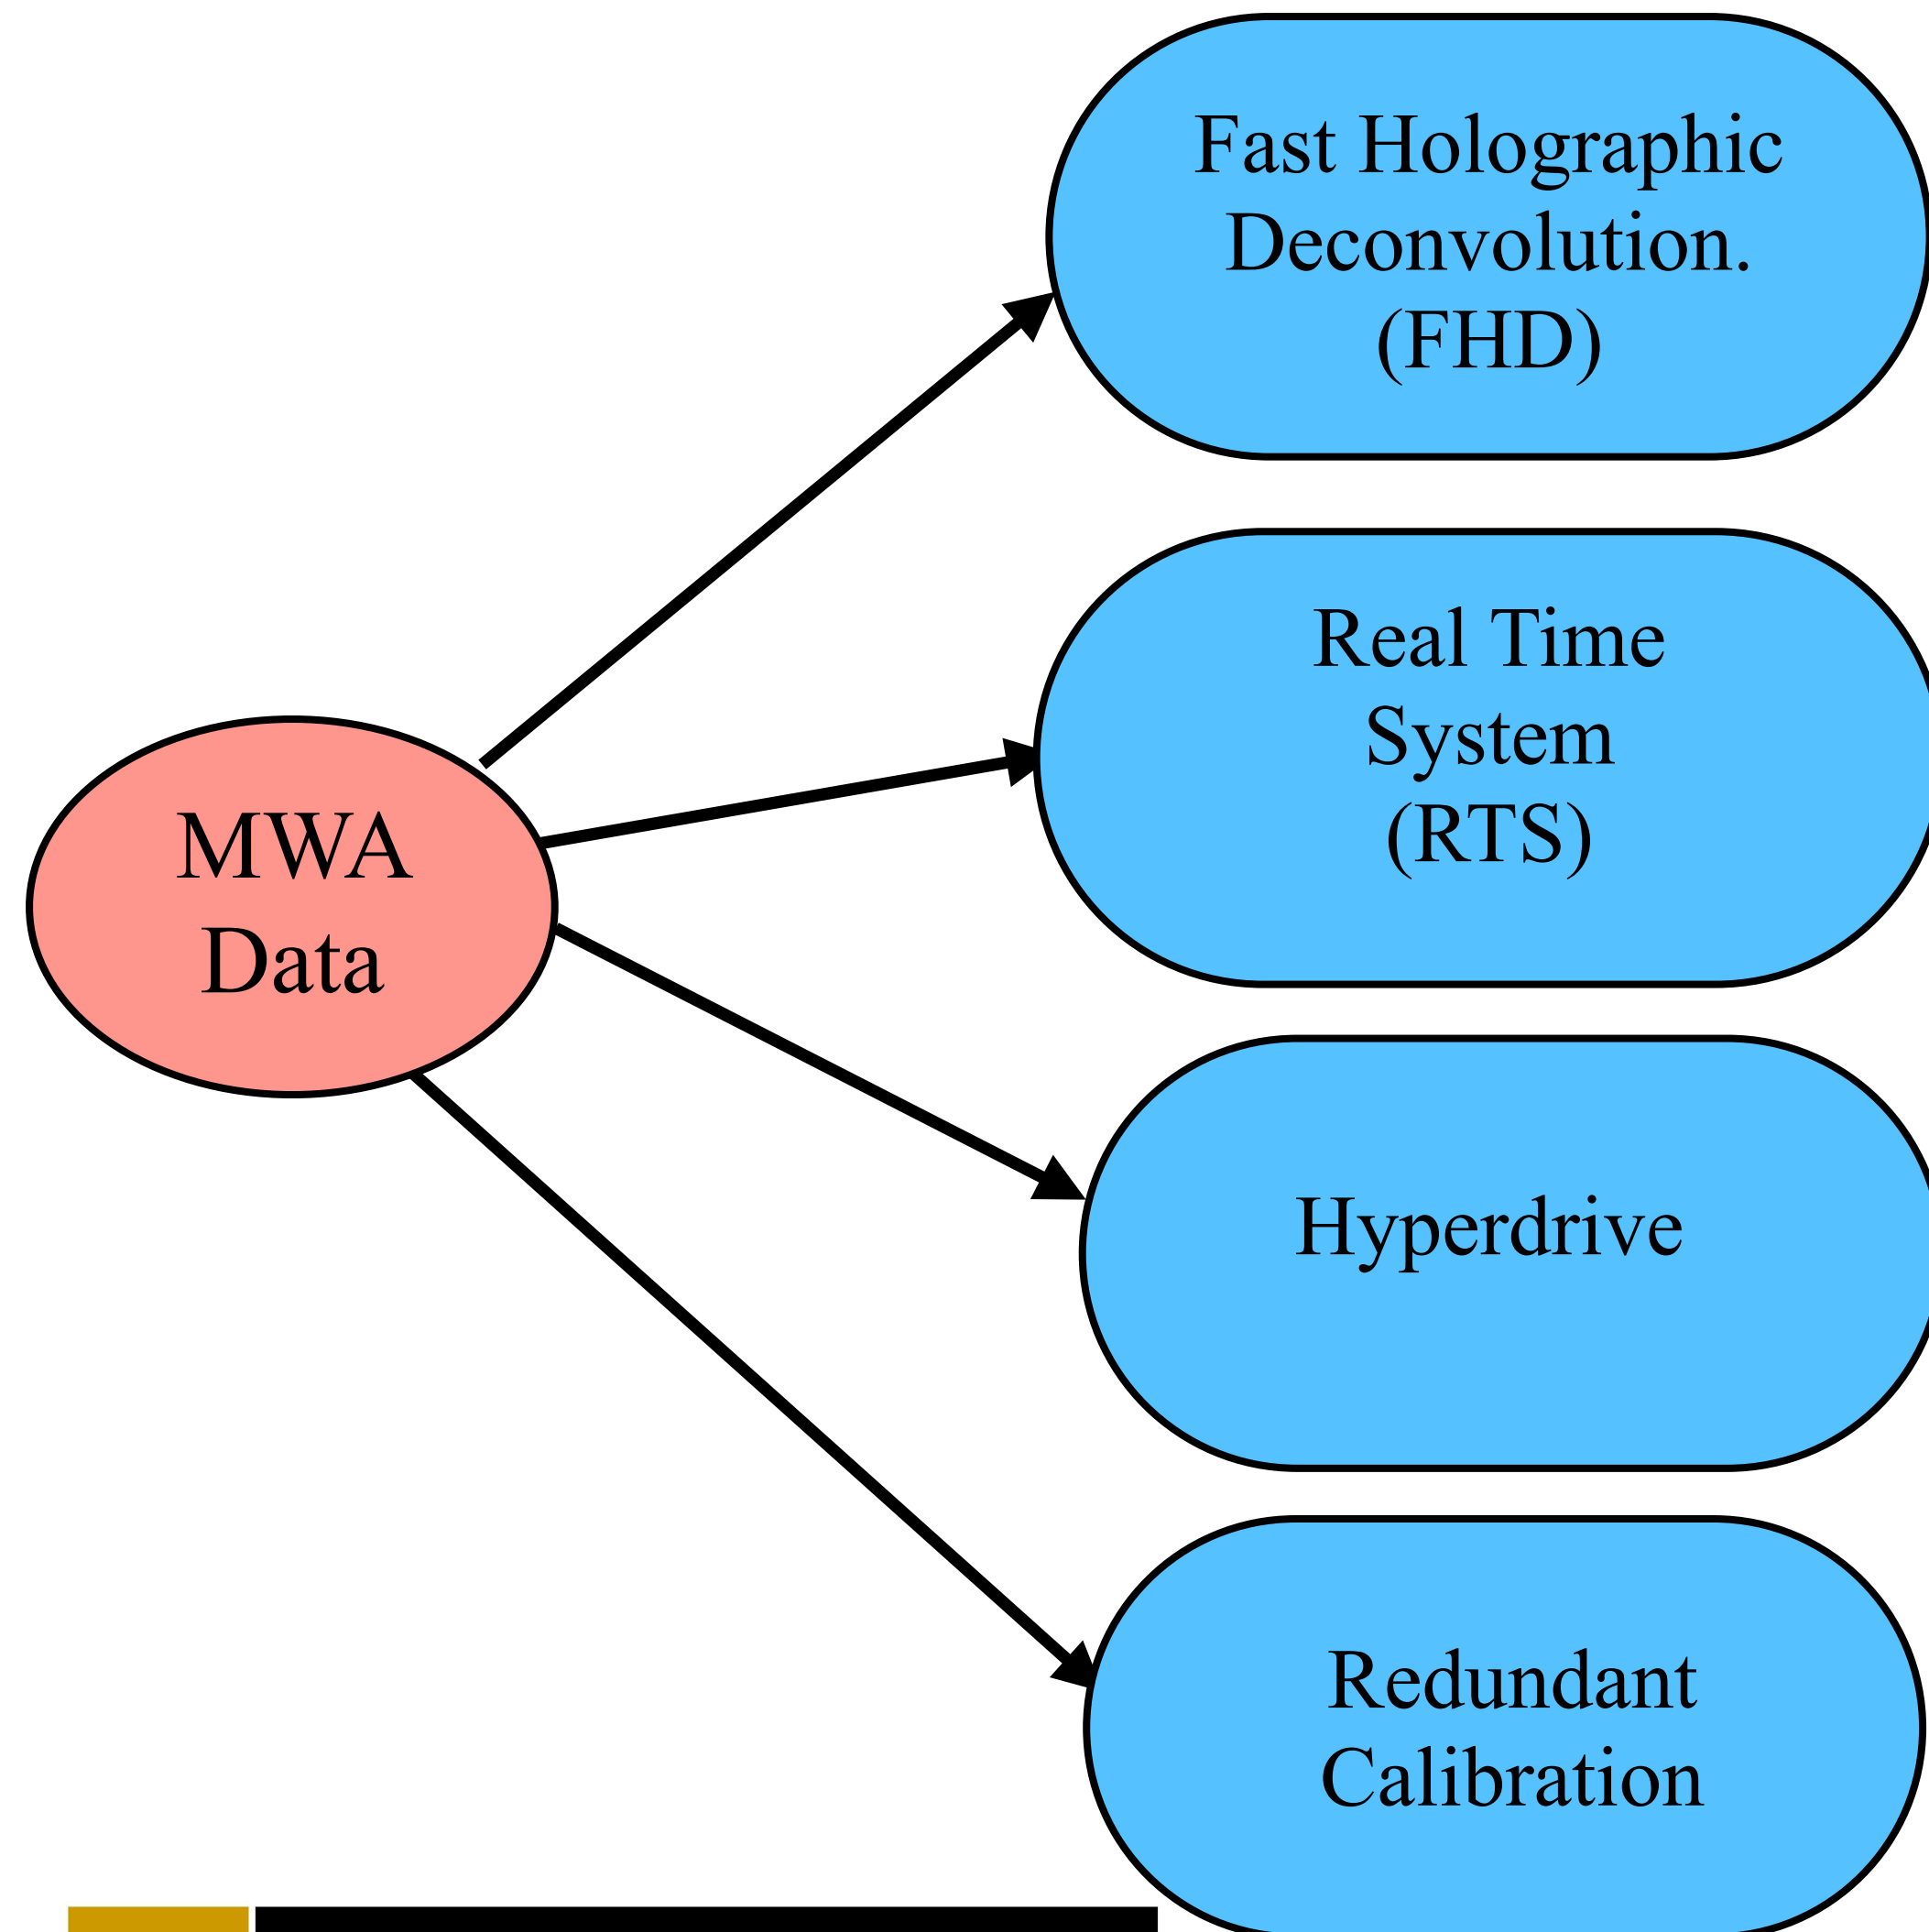 Fast Holographic
Deconvolution.
(FHD)
Real Time
System
(RTS)
MWA
Data
Hyperdrive
Redundant
Calibration